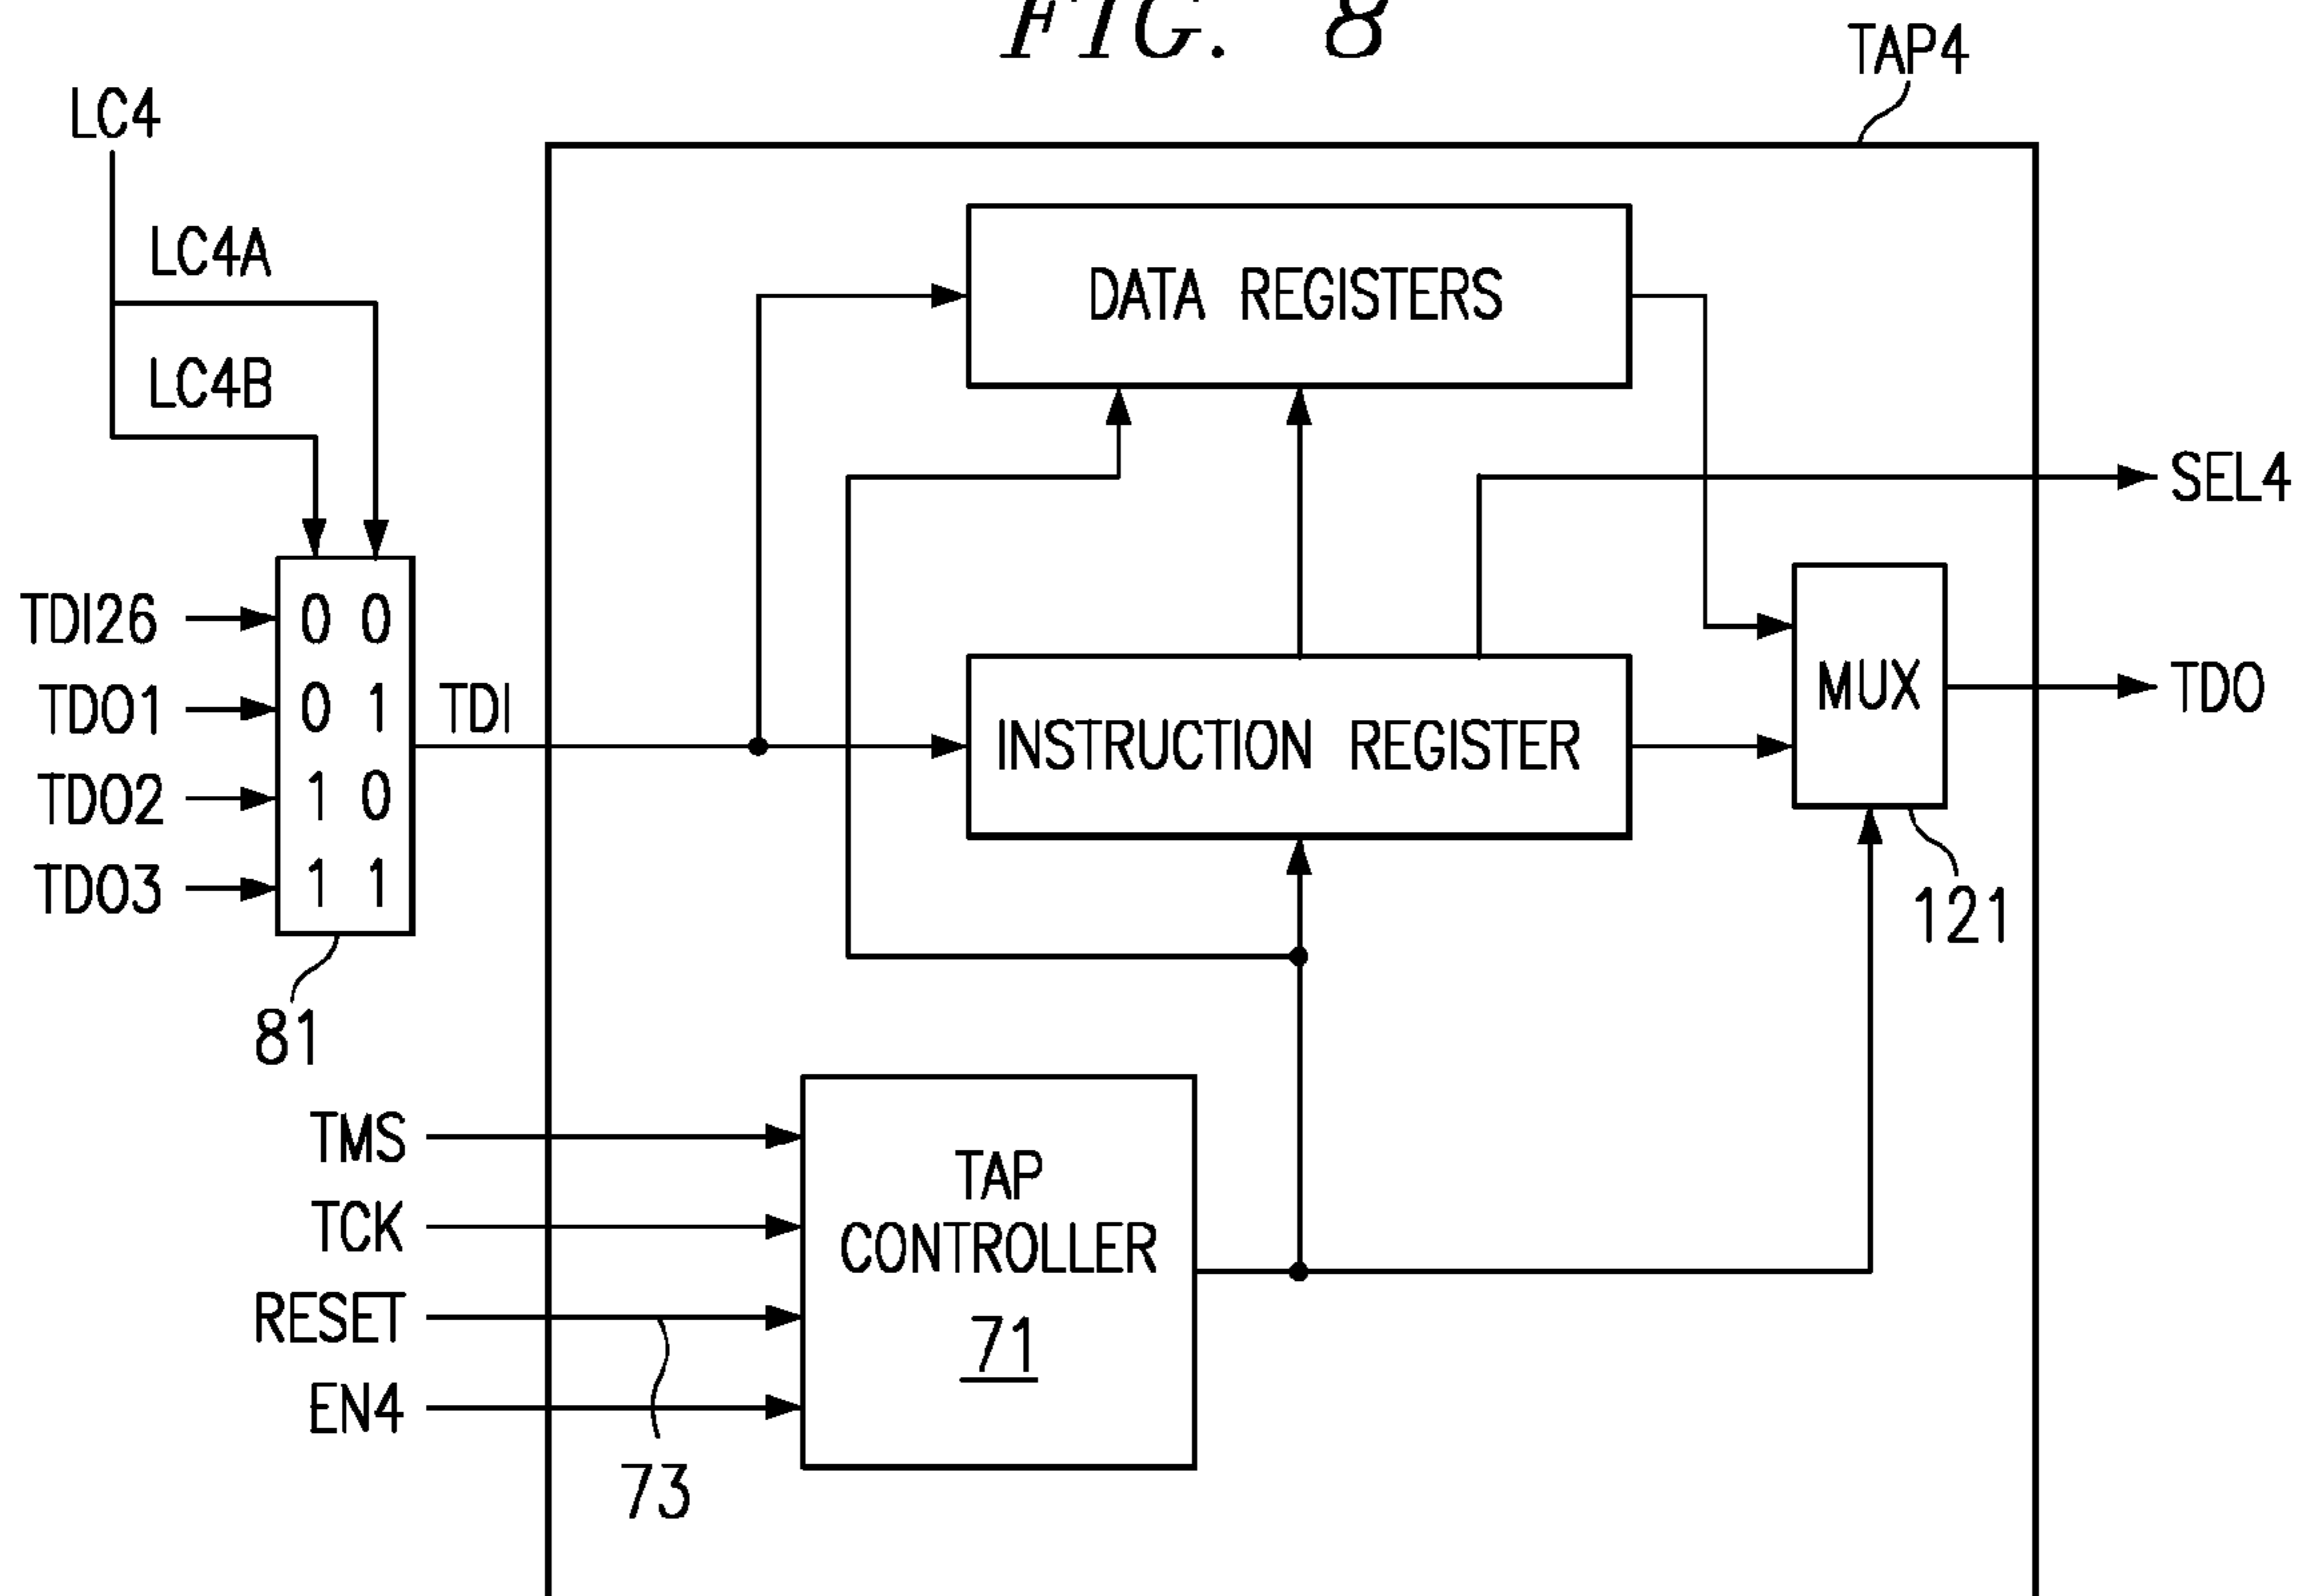 FIG. 8
TAP4
LC4
LC4A
LC4B
DATA REGISTERS
SEL4
TDI26
0 0
TDO1
0 1
TDI
TDO2
1 0
TDO3
1 1
INSTRUCTION REGISTER
MUX
TDO
121
81
TMS
TCK
RESET
EN4
TAP
CONTROLLER
71
73